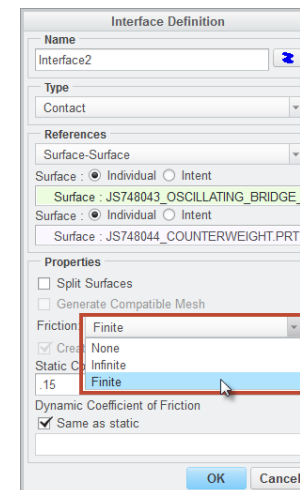 Interface Definition
Name
Interface2
Type
Contact
References
Surface-Surface
Surface : Individual Intent
Surface : JS748043_OSCILLATING_BRIDGE_
Surface : Individual Intent
Surface : JS748044_COUNTERWEIGHT.PRT
Properties
Split Surfaces
Generate Compatible Mesh
Friction: Finite
None
Infinite
Finite
Static
.15
Dynamic Coefficient of Friction
Same as static
OK Cancel